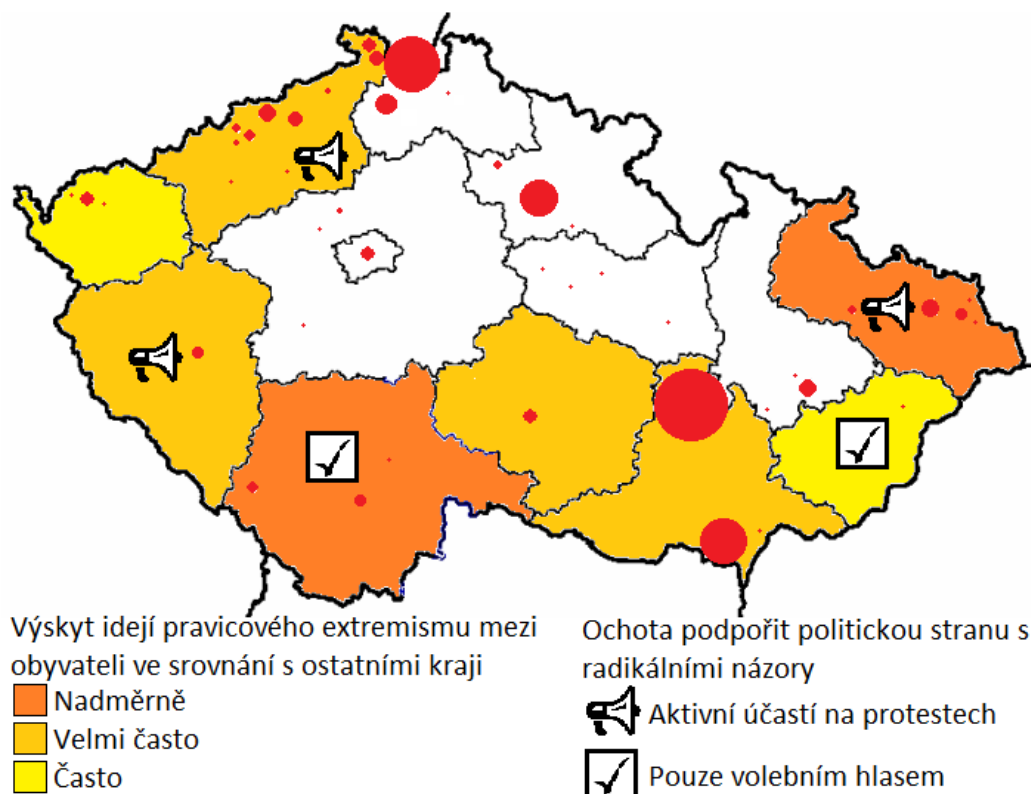 Výskyt idejí pravicového extremismu mezi
obyvateli ve srovnání s ostatními kraji
Nadměrně
Velmi často
Často
Ochota podpořit politickou stranu s
radikálními názory
Aktivní účastí na protestech
Pouze volebním hlasem